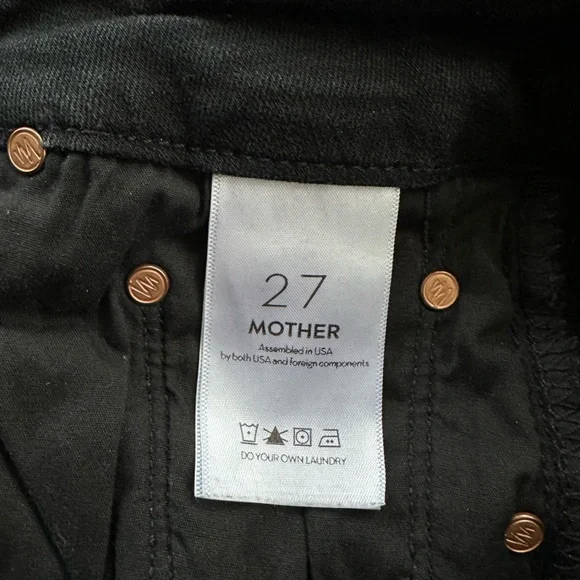 27
MOTHER
Assembled in USA
by both USA and foreign components
DO YOUR OWN LAUNDRY